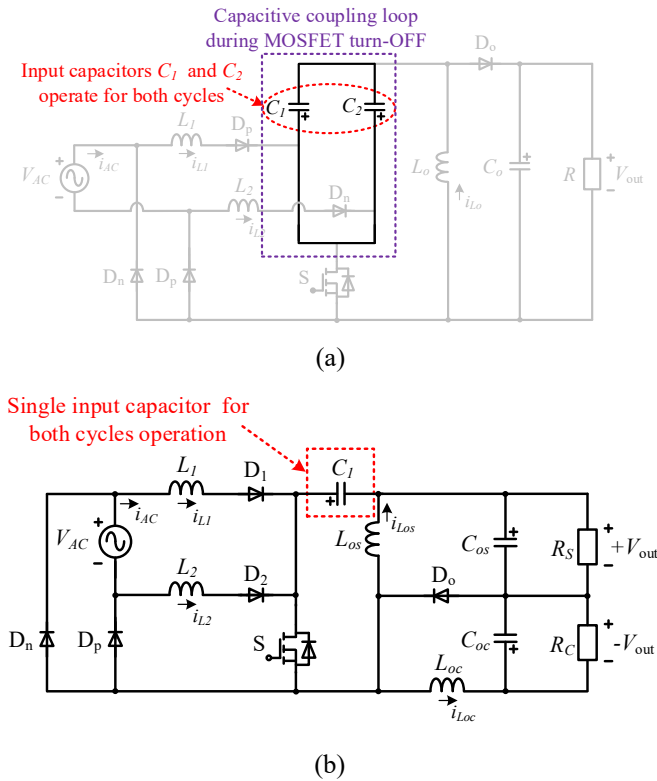 Capacitive coupling loop
during MOSFET turn-OFF
Input capacitors C1 and C2
operate for both cycles
C1
C2
Do
L1
Dp
VAC
iAC
iL1
L2
Dn
Lo
iLo
Co
R
Vout
Dn
Dp
S
(a)
Single input capacitor for
both cycles operation
L1
D1
C1
iAC
iL1
iLos
VAC
Los
Cos
RS
+Vout
L2
D2
Do
iL2
Dn
Dp
S
Coc
RC
-Vout
Loc
iLoc
(b)